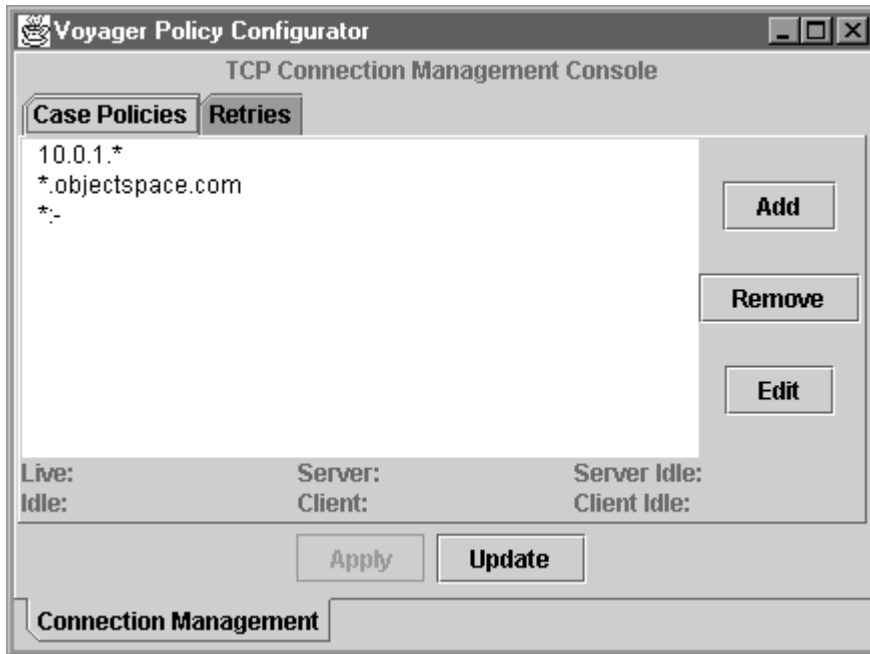 Voyager Policy Configurator
TCP Connection Management Console
Case Policies Retries
10.0.1.*
*.objectspace.com
*:-
Add
Remove
Edit
Live: Server: Server Idle:
Idle: Client: Client Idle:
Apply Update
Connection Management